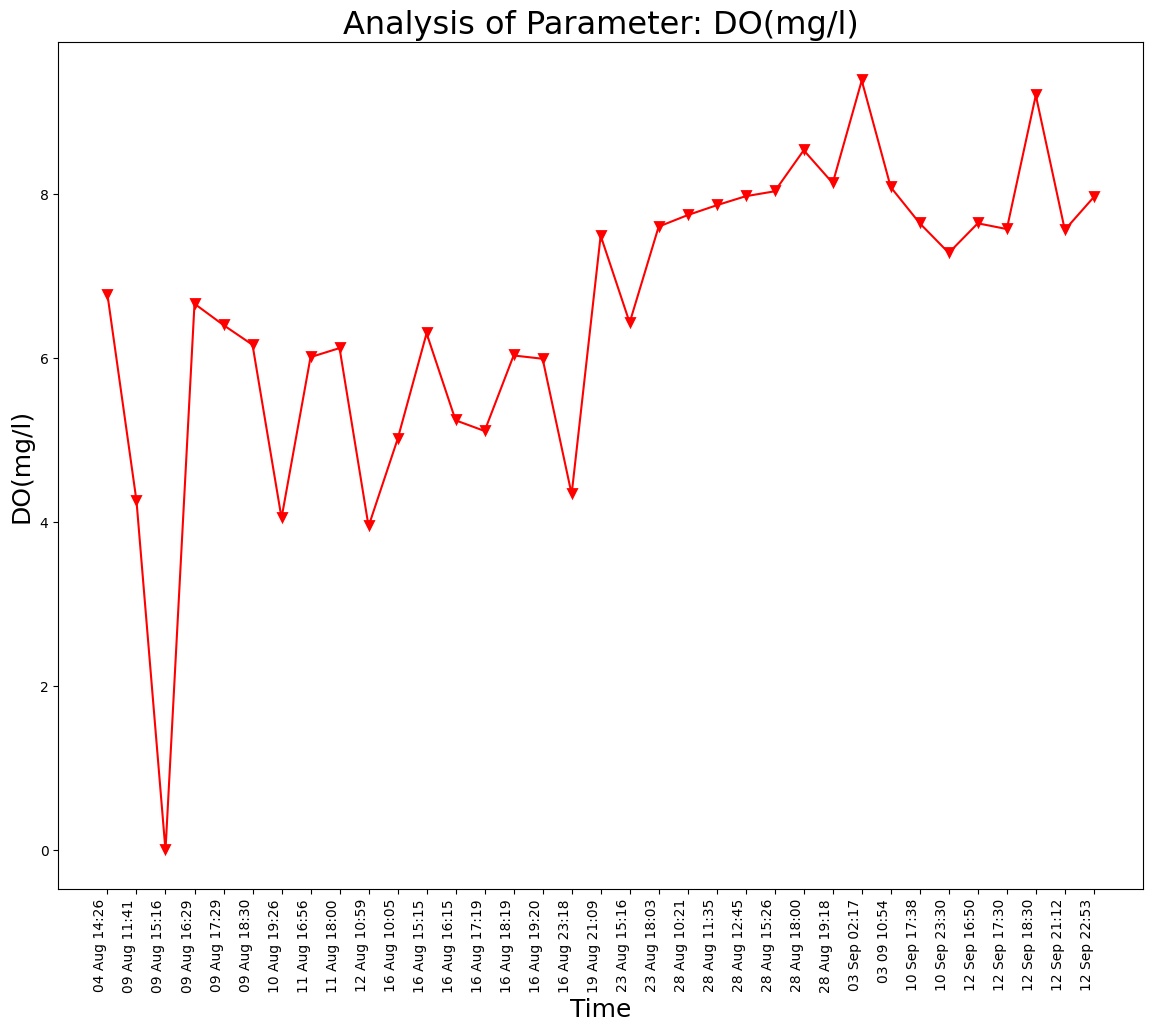 Analysis of Parameter: DO(mg/l)
DO(mg/l)
8
6
4
2
0
04 Aug 14:26
09 Aug 11:41
09 Aug 15:16
09 Aug 16:29
09 Aug 17:29
09 Aug 18:30
10 Aug 19:26
11 Aug 16:56
11 Aug 18:00
12 Aug 10:59
16 Aug 10:05
16 Aug 15:15
16 Aug 16:15
16 Aug 17:19
16 Aug 18:19
16 Aug 19:20
16 Aug 23:18
19 Aug 21:09
23 Aug 15:16
23 Aug 18:03
28 Aug 10:21
28 Aug 11:35
28 Aug 12:45
28 Aug 15:26
28 Aug 18:00
28 Aug 19:18
03 Sep 02:17
03 09 10:54
10 Sep 17:38
10 Sep 23:30
12 Sep 16:50
12 Sep 17:30
12 Sep 18:30
12 Sep 21:12
12 Sep 22:53
Time